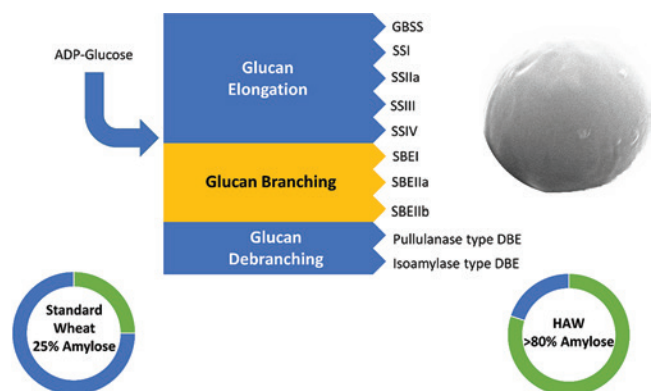 ADP-Glucose
Glucan
Elongation
GBSS
SSI
SSIIa
SSIII
SSIV
Glucan Branching
SBEI
SBEIIa
SBEIIb
Glucan
Debranching
Pullulanase type DBE
Isoamylase type DBE
Standard
Wheat
25% Amylose
HAW
>80% Amylose